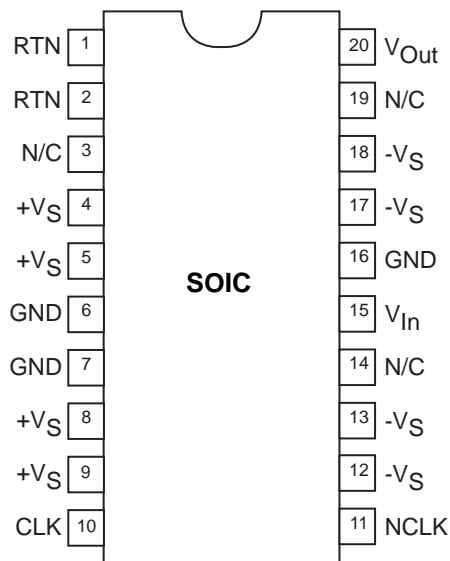 RTN 1 20 VOut
RTN 2 19 N/C
N/C 3 18 -VS
+VS 4 17 -VS
+VS 5 16 GND
SOIC
GND 6 15 VIn
GND 7 14 N/C
+VS 8 13 -VS
+VS 9 12 -VS
CLK 10 11 NCLK